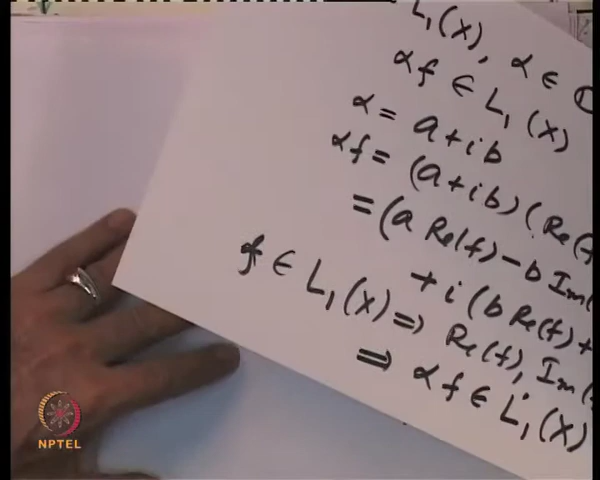 L₁(X), α ∈
αf ∈ L₁(X)
α = a + ib
αf = (a + ib)(Re(f
= (a Re(f) - b Im
+ i(b Re(f) +
f ∈ L₁(X) ⇒ Re(f), Im(
⇒ αf ∈ L₁(X)
NPTEL